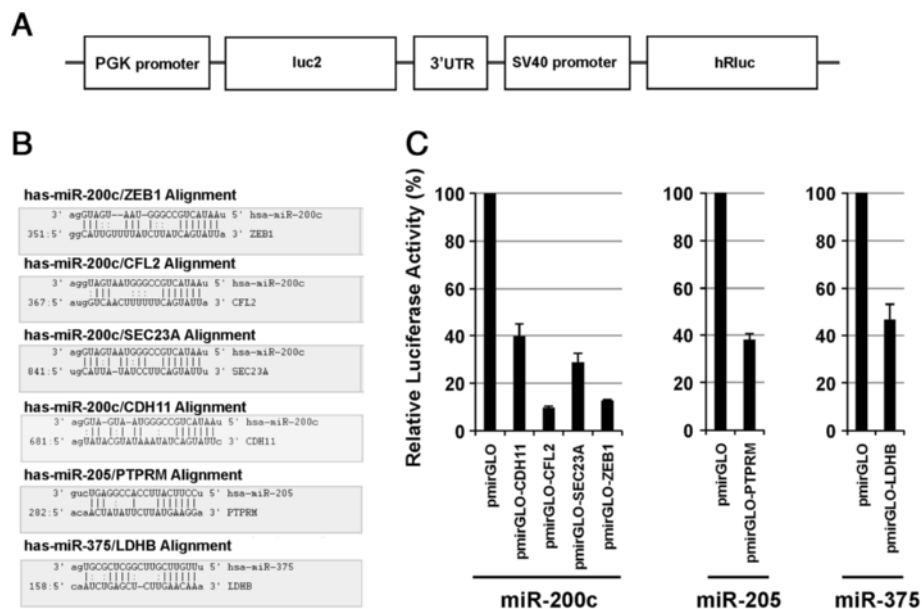 A
PGK promoter luc2 3'UTR SV40 promoter hRluc
B
has-miR-200c/ZEB1 Alignment
3' agGUAGU--AAU-GGGCCGUCAUAAu 5' hsa-miR-200c
351:5' ggCAUUGUUUUAUCUUAUCAGUAUUa 3' ZEB1
has-miR-200c/CFL2 Alignment
3' aggUAGUAAUGGGCCGUCAUAAu 5' hsa-miR-200c
367:5' augGUCAACUUUUUUCAGUAUUa 3' CFL2
has-miR-200c/SEC23A Alignment
3' agGUAGUAAUGGGCCGUCAUAAu 5' hsa-miR-200c
841:5' ugCAUUA-UAUCCUUCAGUAUUu 3' SEC23A
has-miR-200c/CDH11 Alignment
3' agGUA-GUA-AUGGGCCGUCAUAAu 5' hsa-miR-200c
681:5' agUAUACGUAUAAAUAUCAGUAUUc 3' CDH11
has-miR-205/PTPRM Alignment
3' gucUGAGGCCACCUUACUUCCu 5' hsa-miR-205
282:5' acaACUAUAUUCUUAUGAAGGa 3' PTPRM
has-miR-375/LDHB Alignment
3' agUGCGCUCGGCUUGCUUGUUu 5' hsa-miR-375
158:5' caAUCUGAGCU-CUUGAACAAa 3' LDHB
C
Relative Luciferase Activity (%)
100
80
60
40
20
0
pmirGLO
pmirGLO-CDH11
pmirGLO-CFL2
pmirGLO-SEC23A
pmirGLO-ZEB1
miR-200c
100
80
60
40
20
0
pmirGLO
pmirGLO-PTPRM
miR-205
100
80
60
40
20
0
pmirGLO
pmirGLO-LDHB
miR-375